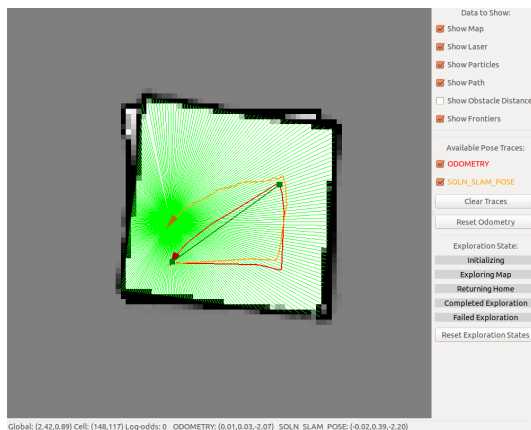 Data to Show:
Show Map
Show Laser
Show Particles
Show Path
Show Obstacle Distance
Show Frontiers
Available Pose Traces:
ODOMETRY
SOLN_SLAM_POSE
Clear Traces
Reset Odometry
Exploration State:
Initializing
Exploring Map
Returning Home
Completed Exploration
Failed Exploration
Reset Exploration States
Global: (2.42,0.89) Cell: (148,117) Log-odds: 0 ODOMETRY: (0.01,0.03,-2.07) SOLN_SLAM_POSE: (-0.02,0.39,-2.20)